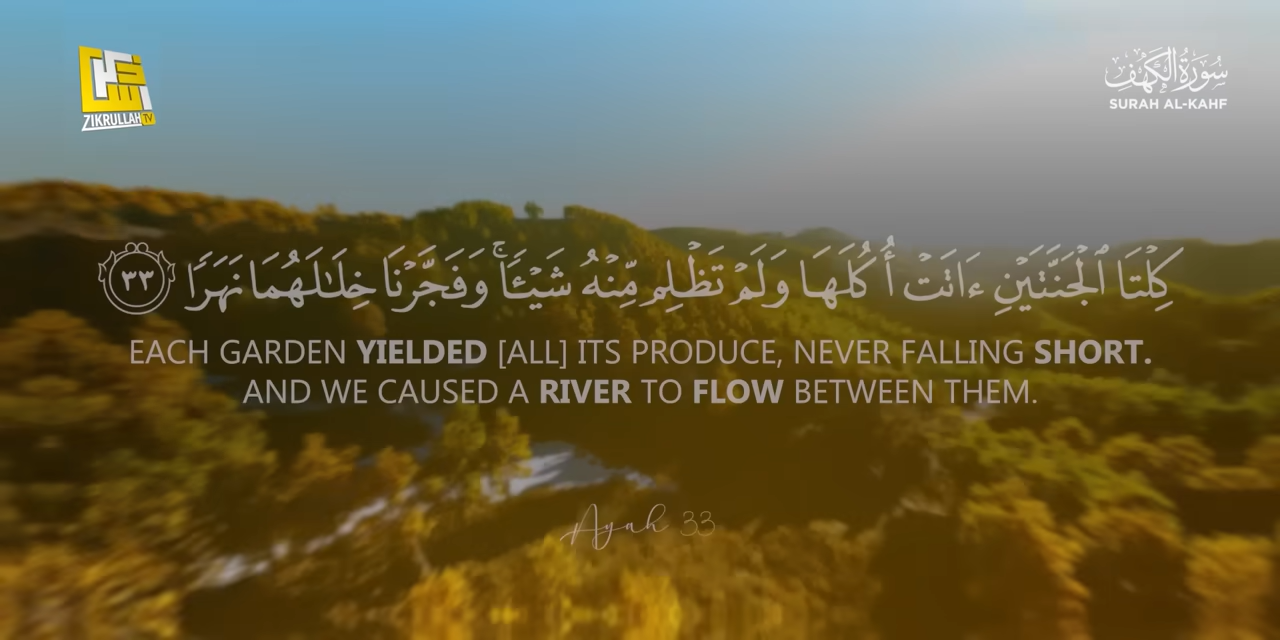 ZIKRULLAH TV
سُورَةُ الكَهْفِ
SURAH AL-KAHF
كِلْتَا ٱلْجَنَّتَيْنِ ءَاتَتْ أُكُلَهَا وَلَمْ تَظْلِم مِّنْهُ شَيْـًٔا ۚ وَفَجَّرْنَا خِلَـٰلَهُمَا نَهَرًا ٣٣
EACH GARDEN YIELDED [ALL] ITS PRODUCE, NEVER FALLING SHORT.
AND WE CAUSED A RIVER TO FLOW BETWEEN THEM.
Ayah 33